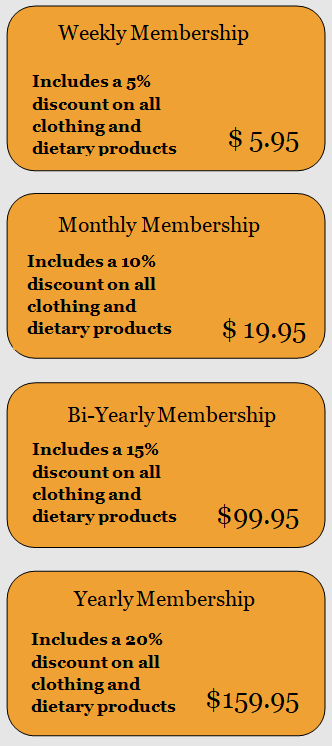 Weekly Membership
Includes a 5%
discount on all
clothing and
dietary products
$ 5.95
Monthly Membership
Includes a 10%
discount on all
clothing and
dietary products
$ 19.95
Bi-Yearly Membership
Includes a 15%
discount on all
clothing and
dietary products
$99.95
Yearly Membership
Includes a 20%
discount on all
clothing and
dietary products
$159.95